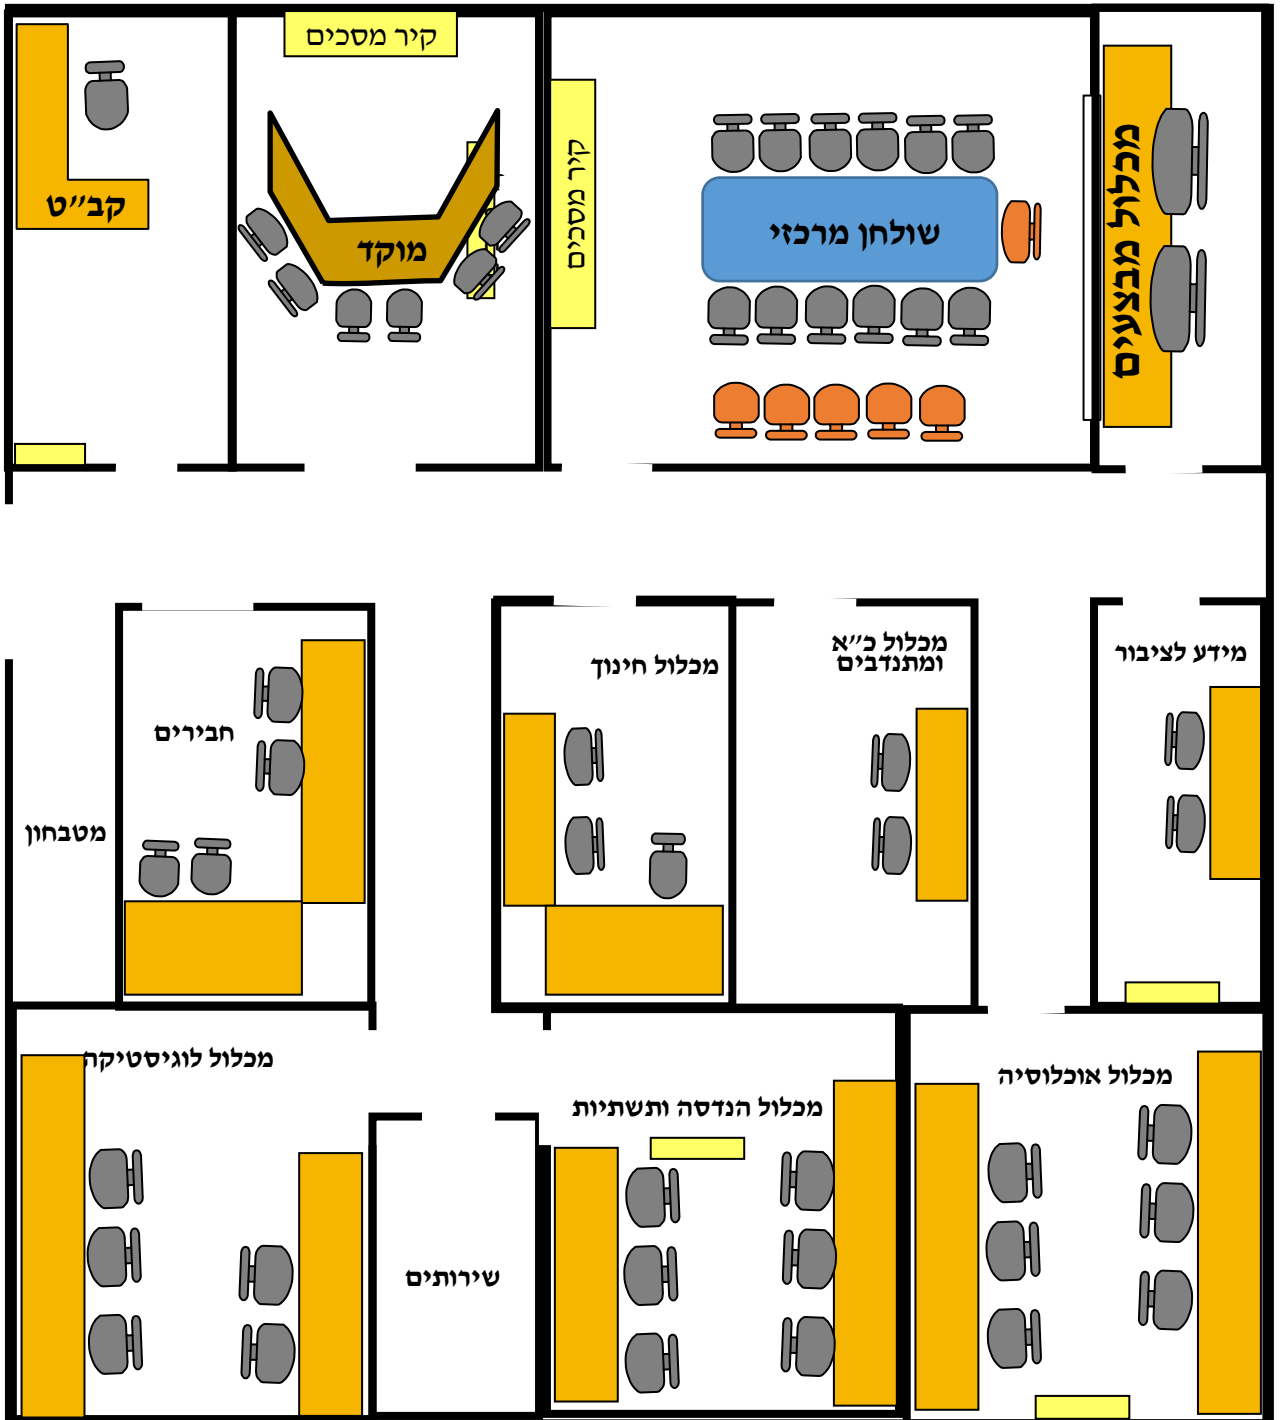 קיר מסכים
קב״ט
מוקד
קיר מסכים
שולחן מרכזי
מכלול מבצעים
חבירים
מטבחון
מכלול חינוך
מכלול כ״א
ומתנדבים
מידע לציבור
מכלול לוגיסטיקה
שירותים
מכלול הנדסה ותשתיות
מכלול אוכלוסיה